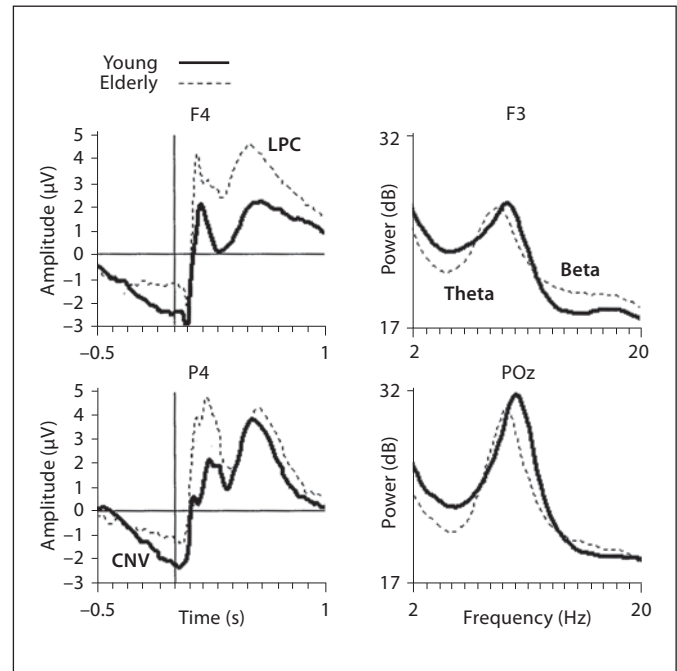 Young
Elderly
F4
Amplitude (µV)
5
4
3
2
1
0
−1
−2
−3
LPC
−0.5
1
F3
Power (dB)
32
17
Theta
Beta
2
20
P4
Amplitude (µV)
5
4
3
2
1
0
−1
−2
−3
CNV
−0.5
1
Time (s)
POz
Power (dB)
32
17
2
20
Frequency (Hz)